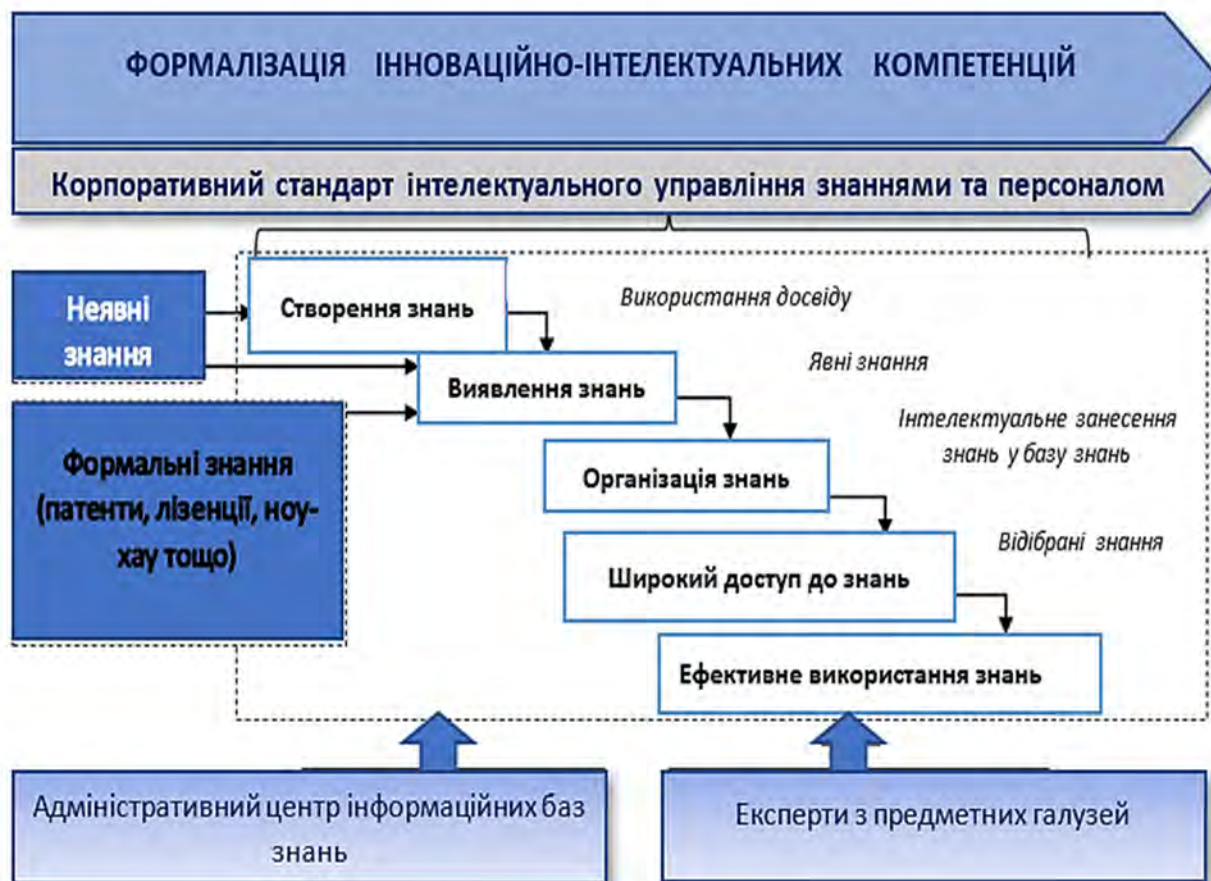 ФОРМАЛІЗАЦІЯ ІННОВАЦІЙНО-ІНТЕЛЕКТУАЛЬНИХ КОМПЕТЕНЦІЙ
Корпоративний стандарт інтелектуального управління знаннями та персоналом
Неявні
знання
Створення знань
Використання досвіду
Виявлення знань
Явні знання
Формальні знання
(патенти, лізенції, ноу-
хау тощо)
Організація знань
Інтелектуальне занесення
знань у базу знань
Широкий доступ до знань
Відібрані знання
Ефективне використання знань
Адміністративний центр інформаційних баз
знань
Експерти з предметних галузей